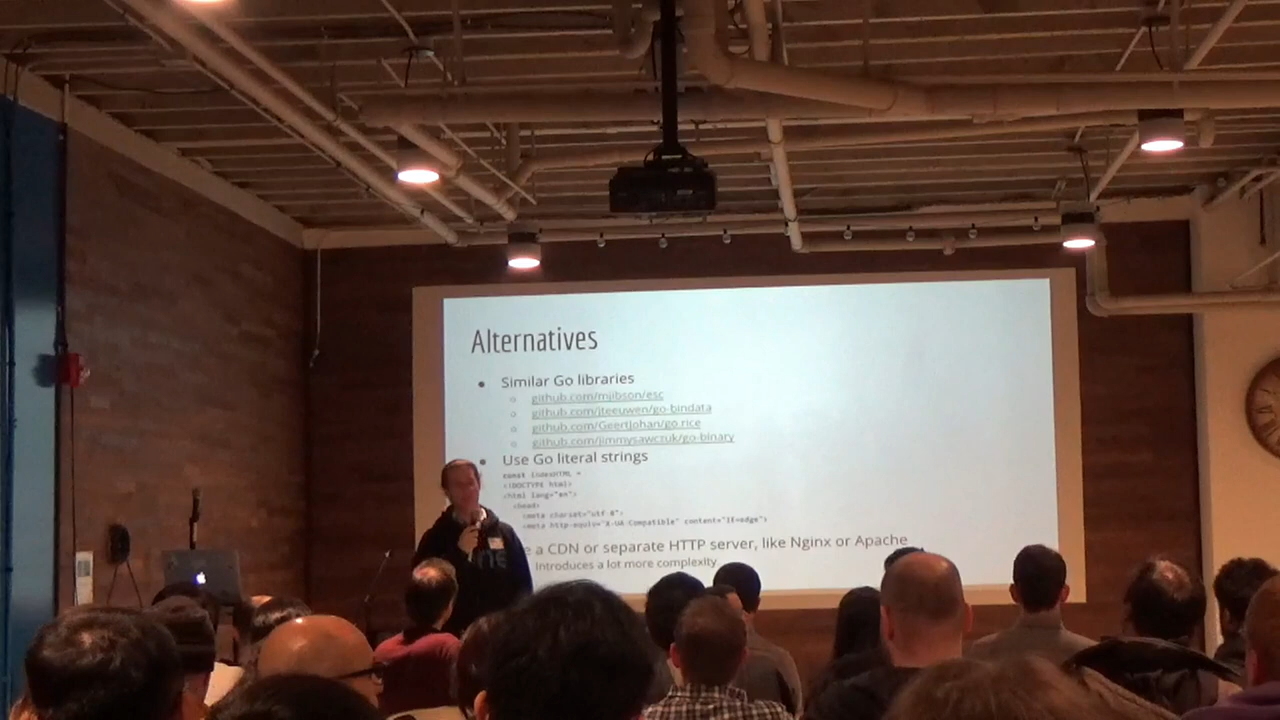 Alternatives
● Similar Go libraries
○ github.com/mjibson/esc
○ github.com/jteeuwen/go-bindata
○ github.com/GeertJohan/go.rice
○ github.com/jimmysawczuk/go-binary
● Use Go literal strings
const indexHTML =
<!DOCTYPE html>
<html lang="en">
<head>
<meta charset="utf-8">
<meta http-equiv="X-UA-Compatible" content="IE=edge">
a CDN or separate HTTP server, like Nginx or Apache
introduces a lot more complexity